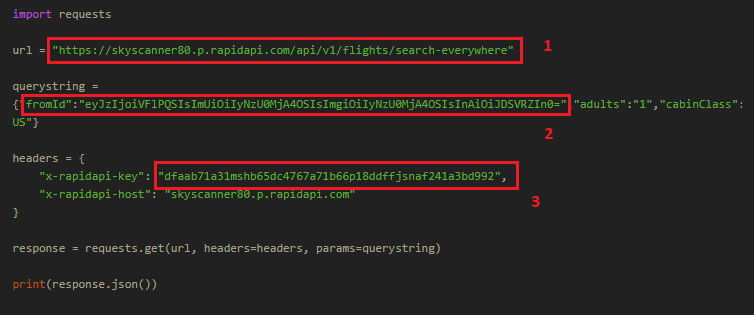 import requests
url = "https://skyscanner80.p.rapidapi.com/api/v1/flights/search-everywhere"
1
querystring =
{"fromId":"eyJzIjoiVFlPQSIsImUiOiIyNzU0MjA4OSIsImgiOiIyNzU0MjA4OSIsInAiOiJDSVRZIn0=","adults":"1","cabinClass":
US"}
2
headers = {
"x-rapidapi-key": "dfaab71a31mshb65dc4767a71b66p18ddffjsnaf241a3bd992",
"x-rapidapi-host": "skyscanner80.p.rapidapi.com"
3
}
response = requests.get(url, headers=headers, params=querystring)
print(response.json())